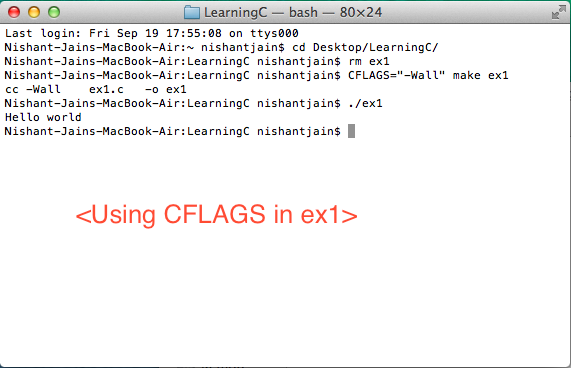 LearningC — bash — 80×24
Last login: Fri Sep 19 17:55:08 on ttys000
Nishant-Jains-MacBook-Air:~ nishantjain$ cd Desktop/LearningC/
Nishant-Jains-MacBook-Air:LearningC nishantjain$ rm ex1
Nishant-Jains-MacBook-Air:LearningC nishantjain$ CFLAGS="-Wall" make ex1
cc -Wall    ex1.c   -o ex1
Nishant-Jains-MacBook-Air:LearningC nishantjain$ ./ex1
Hello world
Nishant-Jains-MacBook-Air:LearningC nishantjain$
<Using CFLAGS in ex1>